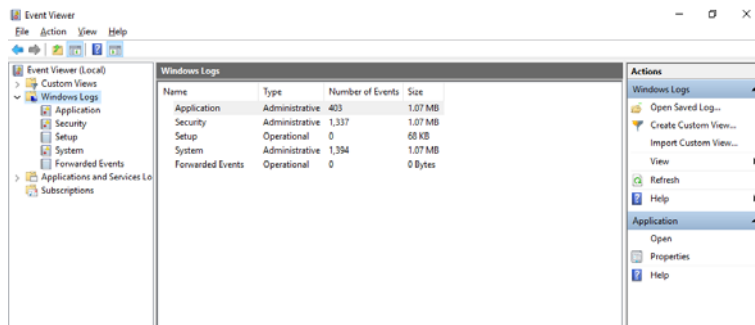 Event Viewer
File Action View Help
Event Viewer (Local)
Custom Views
Windows Logs
Application
Security
Setup
System
Forwarded Events
Applications and Services Lo
Subscriptions
Windows Logs
Name Type Number of Events Size
Application Administrative 403 1.07 MB
Security Administrative 1,337 1.07 MB
Setup Operational 0 68 KB
System Administrative 1,394 1.07 MB
Forwarded Events Operational 0 0 Bytes
Actions
Windows Logs
Open Saved Log...
Create Custom View...
Import Custom View...
View
Refresh
Help
Application
Open
Properties
Help